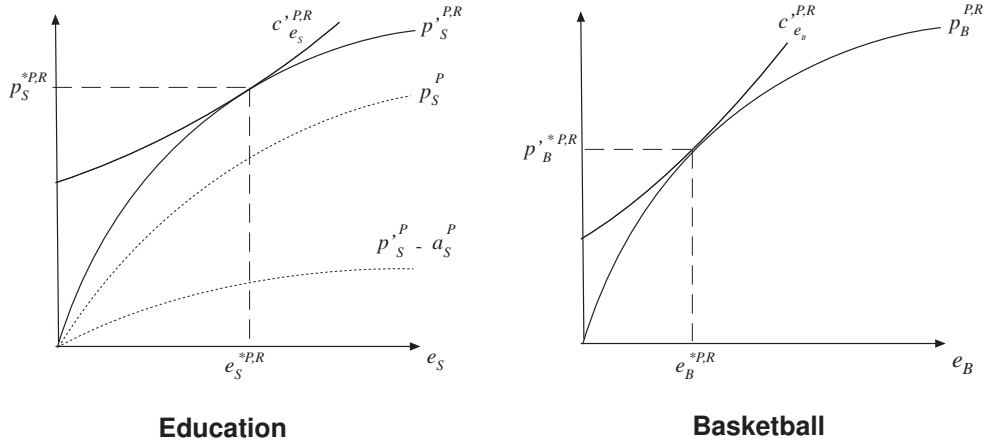 c'_{e_S}^{P,R}
p'_S^{P,R}
p_S^{*P,R}
p_S^P
p'_S^P - a_S^P
e_S^{*P,R}
e_S
Education
c'_{e_B}^{P,R}
p_B^{P,R}
p'_B^{*P,R}
e_B^{*P,R}
e_B
Basketball